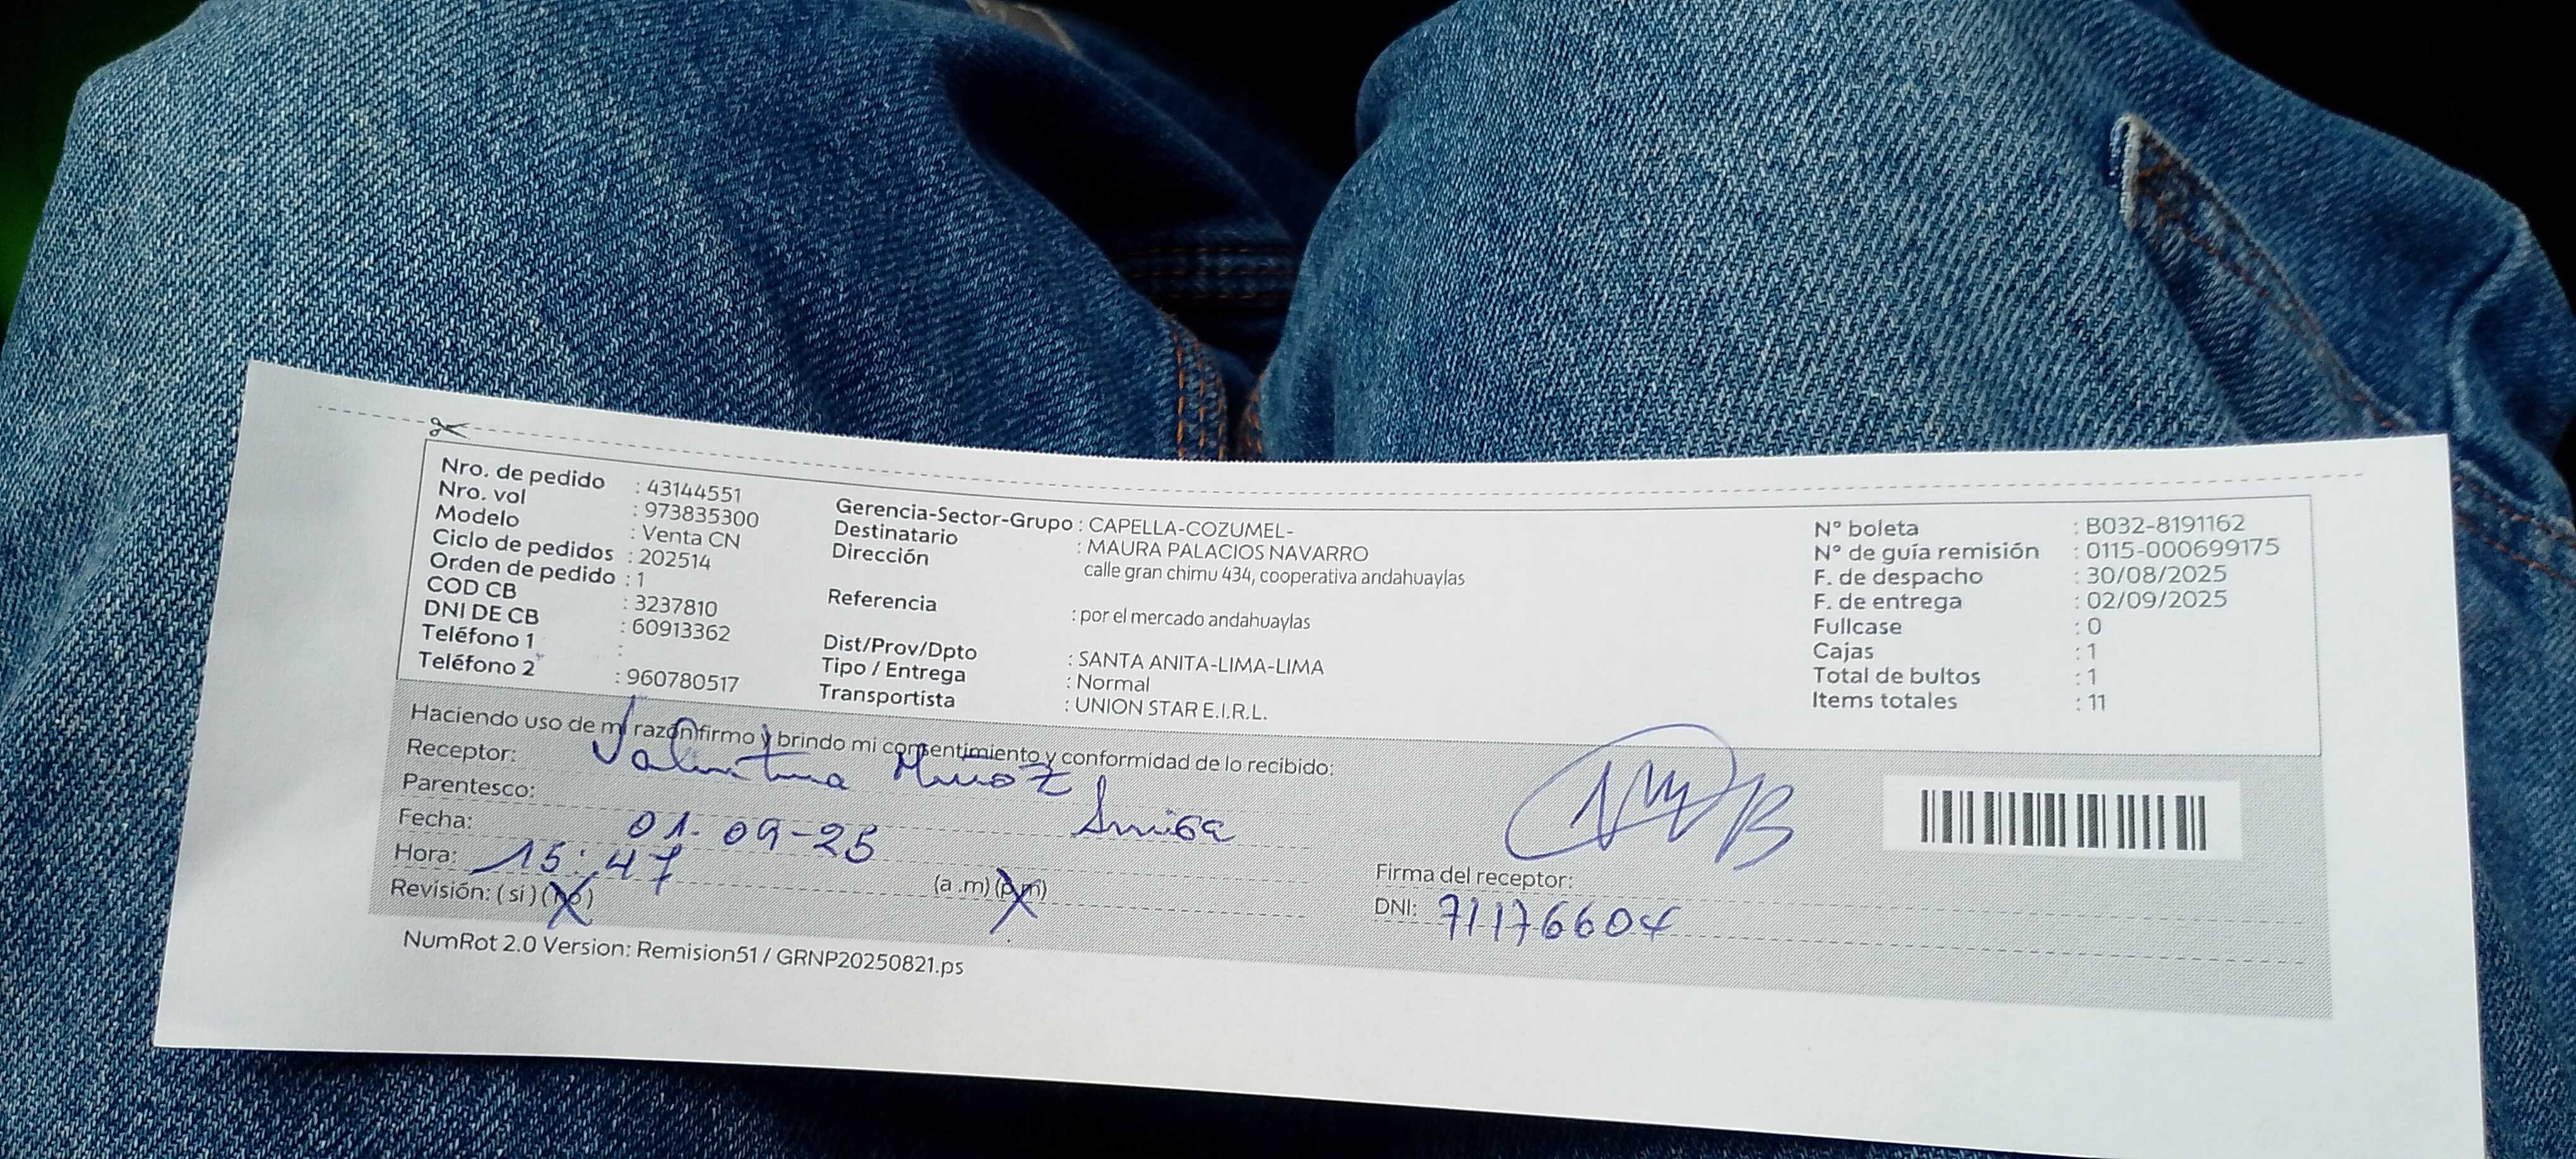 Nro. de pedido : 43144551
Nro. vol : 973835300
Modelo : Venta CN
Ciclo de pedidos : 202514
Orden de pedido : 1
COD CB : 3237810
DNI DE CB : 60913362
Teléfono 1 :
Teléfono 2 : 960780517
Gerencia-Sector-Grupo : CAPELLA-COZUMEL-
Destinatario : MAURA PALACIOS NAVARRO
Dirección calle gran chimu 434, cooperativa andahuaylas
Referencia : por el mercado andahuaylas
Dist/Prov/Dpto : SANTA ANITA-LIMA-LIMA
Tipo / Entrega : Normal
Transportista : UNION STAR E.I.R.L.
N° boleta : B032-8191162
N° de guía remisión : 0115-000699175
F. de despacho : 30/08/2025
F. de entrega : 02/09/2025
Fullcase : 0
Cajas : 1
Total de bultos : 1
Items totales : 11
Haciendo uso de mi razón firmo y brindo mi consentimiento y conformidad de lo recibido:
Receptor: Valentina Muñoz
Parentesco: Amiga
Fecha: 01-09-25
Hora: 15:47 (a.m) (p.m)
Revisión: (si) (no)
Firma del receptor:
DNI: 71176604
NumRot 2.0 Version: Remision51 / GRNP20250821.ps